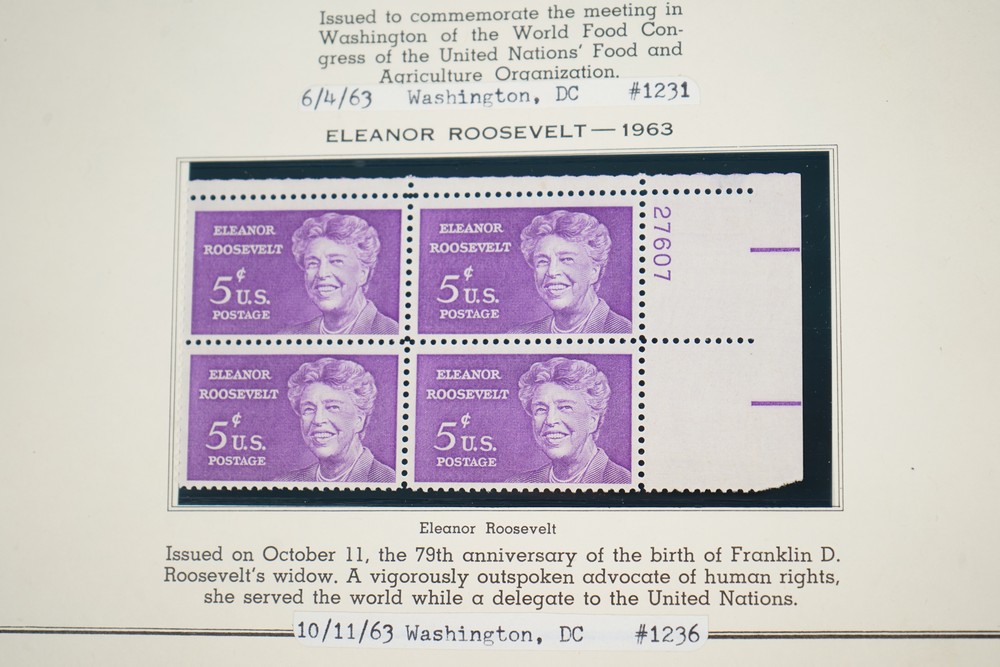 Issued to commemorate the meeting in
Washington of the World Food Con-
gress of the United Nations' Food and
Agriculture Organization.
6/4/63 Washington, DC #1231
ELEANOR ROOSEVELT—1963
ELEANOR
ROOSEVELT
5¢ U.S.
POSTAGE
ELEANOR
ROOSEVELT
5¢ U.S.
POSTAGE
27607
ELEANOR
ROOSEVELT
5¢ U.S.
POSTAGE
ELEANOR
ROOSEVELT
5¢ U.S.
POSTAGE
Eleanor Roosevelt
Issued on October 11, the 79th anniversary of the birth of Franklin D.
Roosevelt's widow. A vigorously outspoken advocate of human rights,
she served the world while a delegate to the United Nations.
10/11/63 Washington, DC #1236